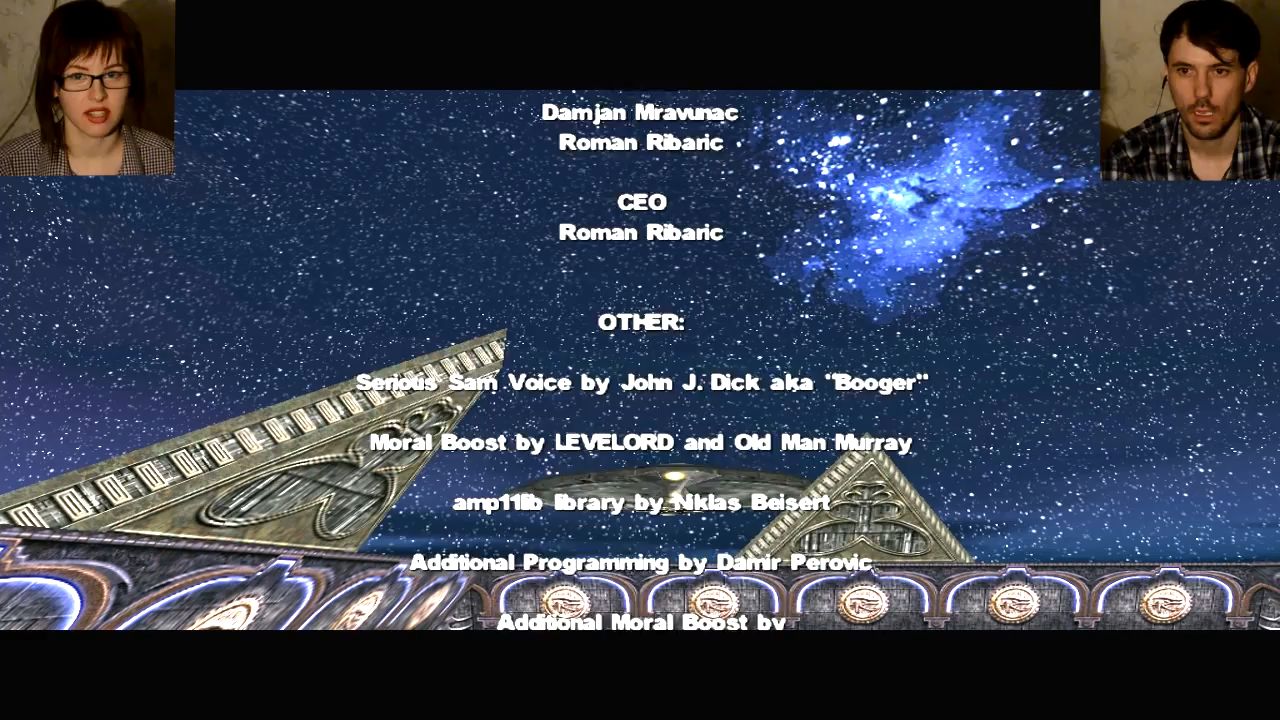 Damjan Mravunac
Roman Ribaric
CEO
Roman Ribaric
OTHER:
Serious Sam Voice by John J. Dick aka "Booger"
Moral Boost by LEVELORD and Old Man Murray
amp11lib library by Niklas Beisert
Additional Programming by Damir Perovic
Additional Moral Boost by